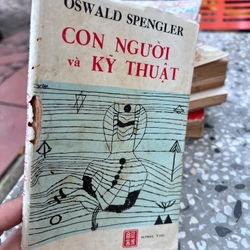 OSWALD SPENGLER
CON NGƯỜI
và KỸ THUẬT